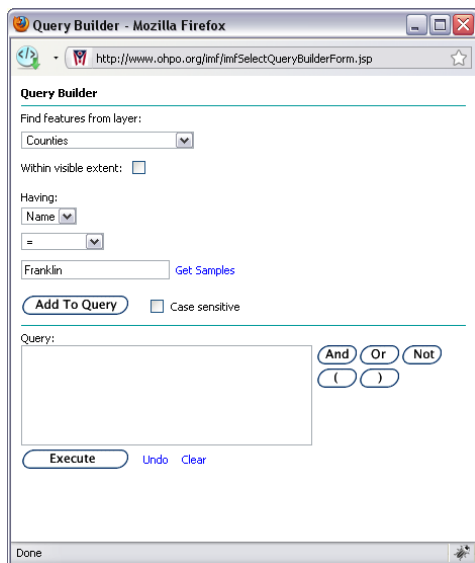 Query Builder - Mozilla Firefox
http://www.ohpo.org/imf/imfSelectQueryBuilderForm.jsp
Query Builder
Find features from layer:
Counties
Within visible extent:
Having:
Name
=
Franklin Get Samples
Add To Query Case sensitive
Query:
And Or Not
( )
Execute Undo Clear
Done